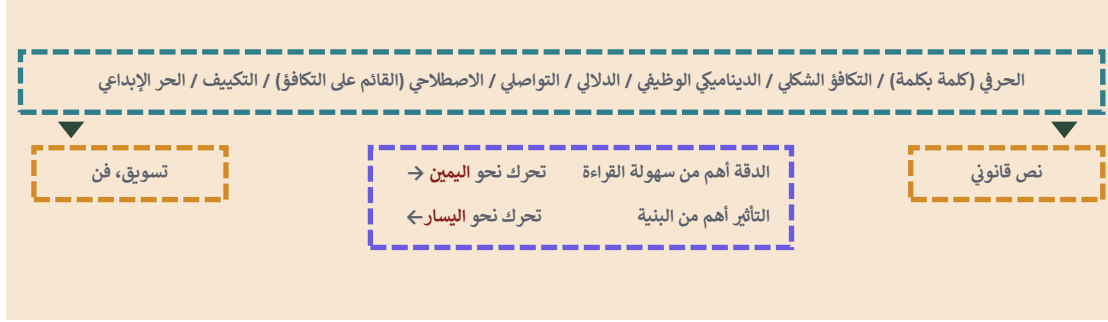 الحرفي (كلمة بكلمة) / التكافؤ الشكلي / الديناميكي الوظيفي / الدلالي / التواصلي / الاصطلاحي (القائم على التكافؤ) / التكييف / الحر الإبداعي
نص قانوني
الدقة أهم من سهولة القراءة تحرك نحو اليمين →
التأثير أهم من البنية تحرك نحو اليسار ←
تسويق، فن